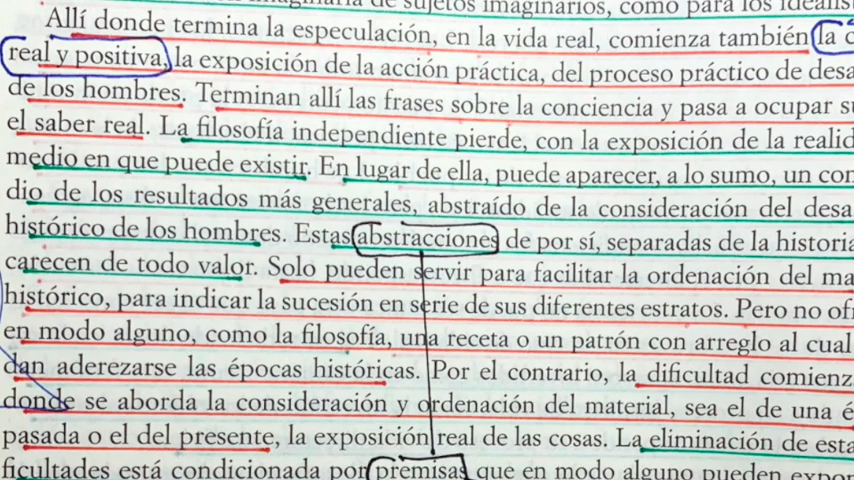 de sujetos imaginarios, como para los
Allí donde termina la especulación, en la vida real, comienza también la
real y positiva, la exposición de la acción práctica, del proceso práctico de desa
de los hombres. Terminan allí las frases sobre la conciencia y pasa a ocupar su
el saber real. La filosofía independiente pierde, con la exposición de la realid
medio en que puede existir. En lugar de ella, puede aparecer, a lo sumo, un con
dio de los resultados más generales, abstraído de la consideración del desa
histórico de los hombres. Estas abstracciones de por sí, separadas de la historia
carecen de todo valor. Solo pueden servir para facilitar la ordenación del ma
histórico, para indicar la sucesión en serie de sus diferentes estratos. Pero no of
en modo alguno, como la filosofía, una receta o un patrón con arreglo al cual
dan aderezarse las épocas históricas. Por el contrario, la dificultad comienz
donde se aborda la consideración y ordenación del material, sea el de una é
pasada o el del presente, la exposición real de las cosas. La eliminación de esta
ficultades está condicionada por premisas que en modo alguno pueden expon